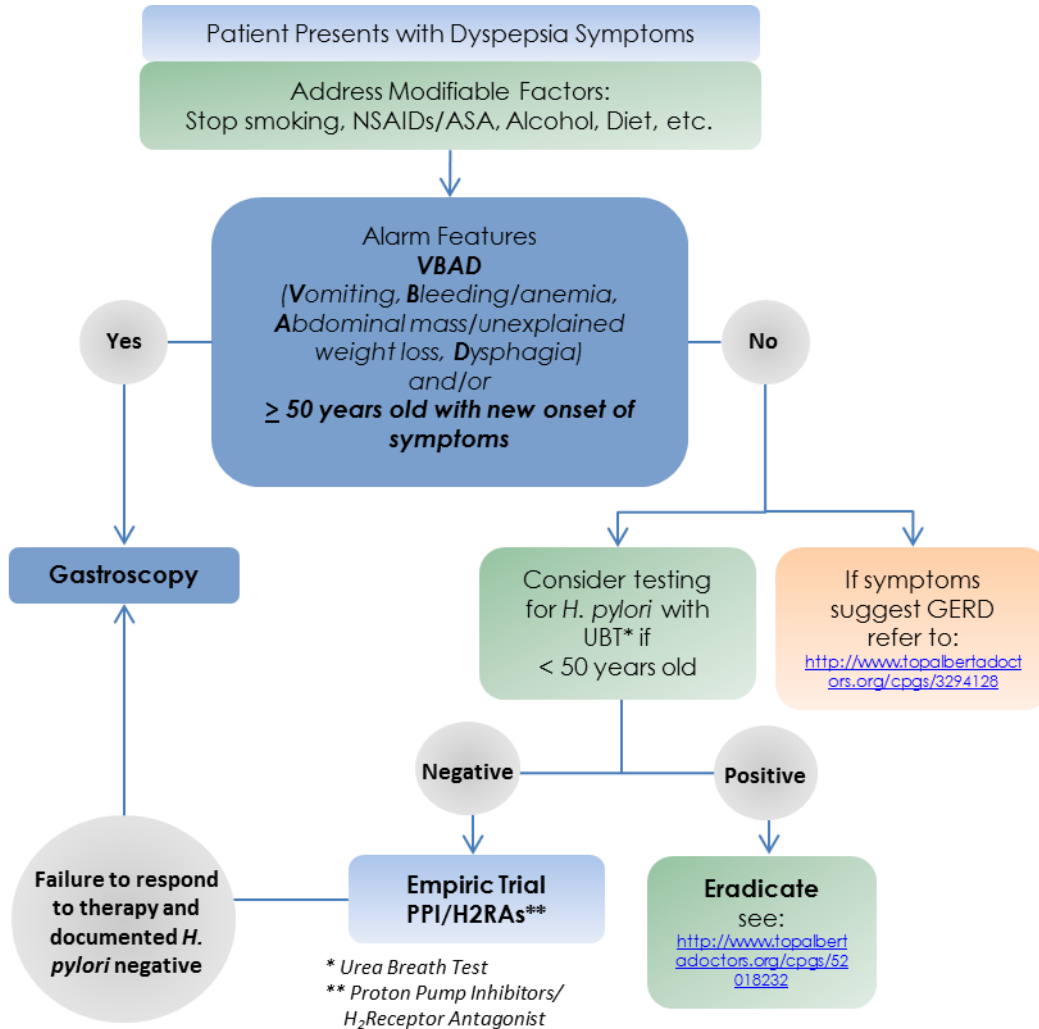 Patient Presents with Dyspepsia Symptoms
Address Modifiable Factors:
Stop smoking, NSAIDs/ASA, Alcohol, Diet, etc.
Alarm Features
VBAD
(Vomiting, Bleeding/anemia,
Abdominal mass/unexplained
weight loss, Dysphagia)
and/or
≥ 50 years old with new onset of
symptoms
Yes
No
Gastroscopy
Consider testing
for H. pylori with
UBT* if
< 50 years old
If symptoms
suggest GERD
refer to:
http://www.topalbertadoct
ors.org/cpgs/3294128
Negative
Positive
Failure to respond
to therapy and
documented H.
pylori negative
Empiric Trial
PPI/H2RAs**
Eradicate
see:
http://www.topalbert
adoctors.org/cpgs/52
018232
* Urea Breath Test
** Proton Pump Inhibitors/
H₂Receptor Antagonist